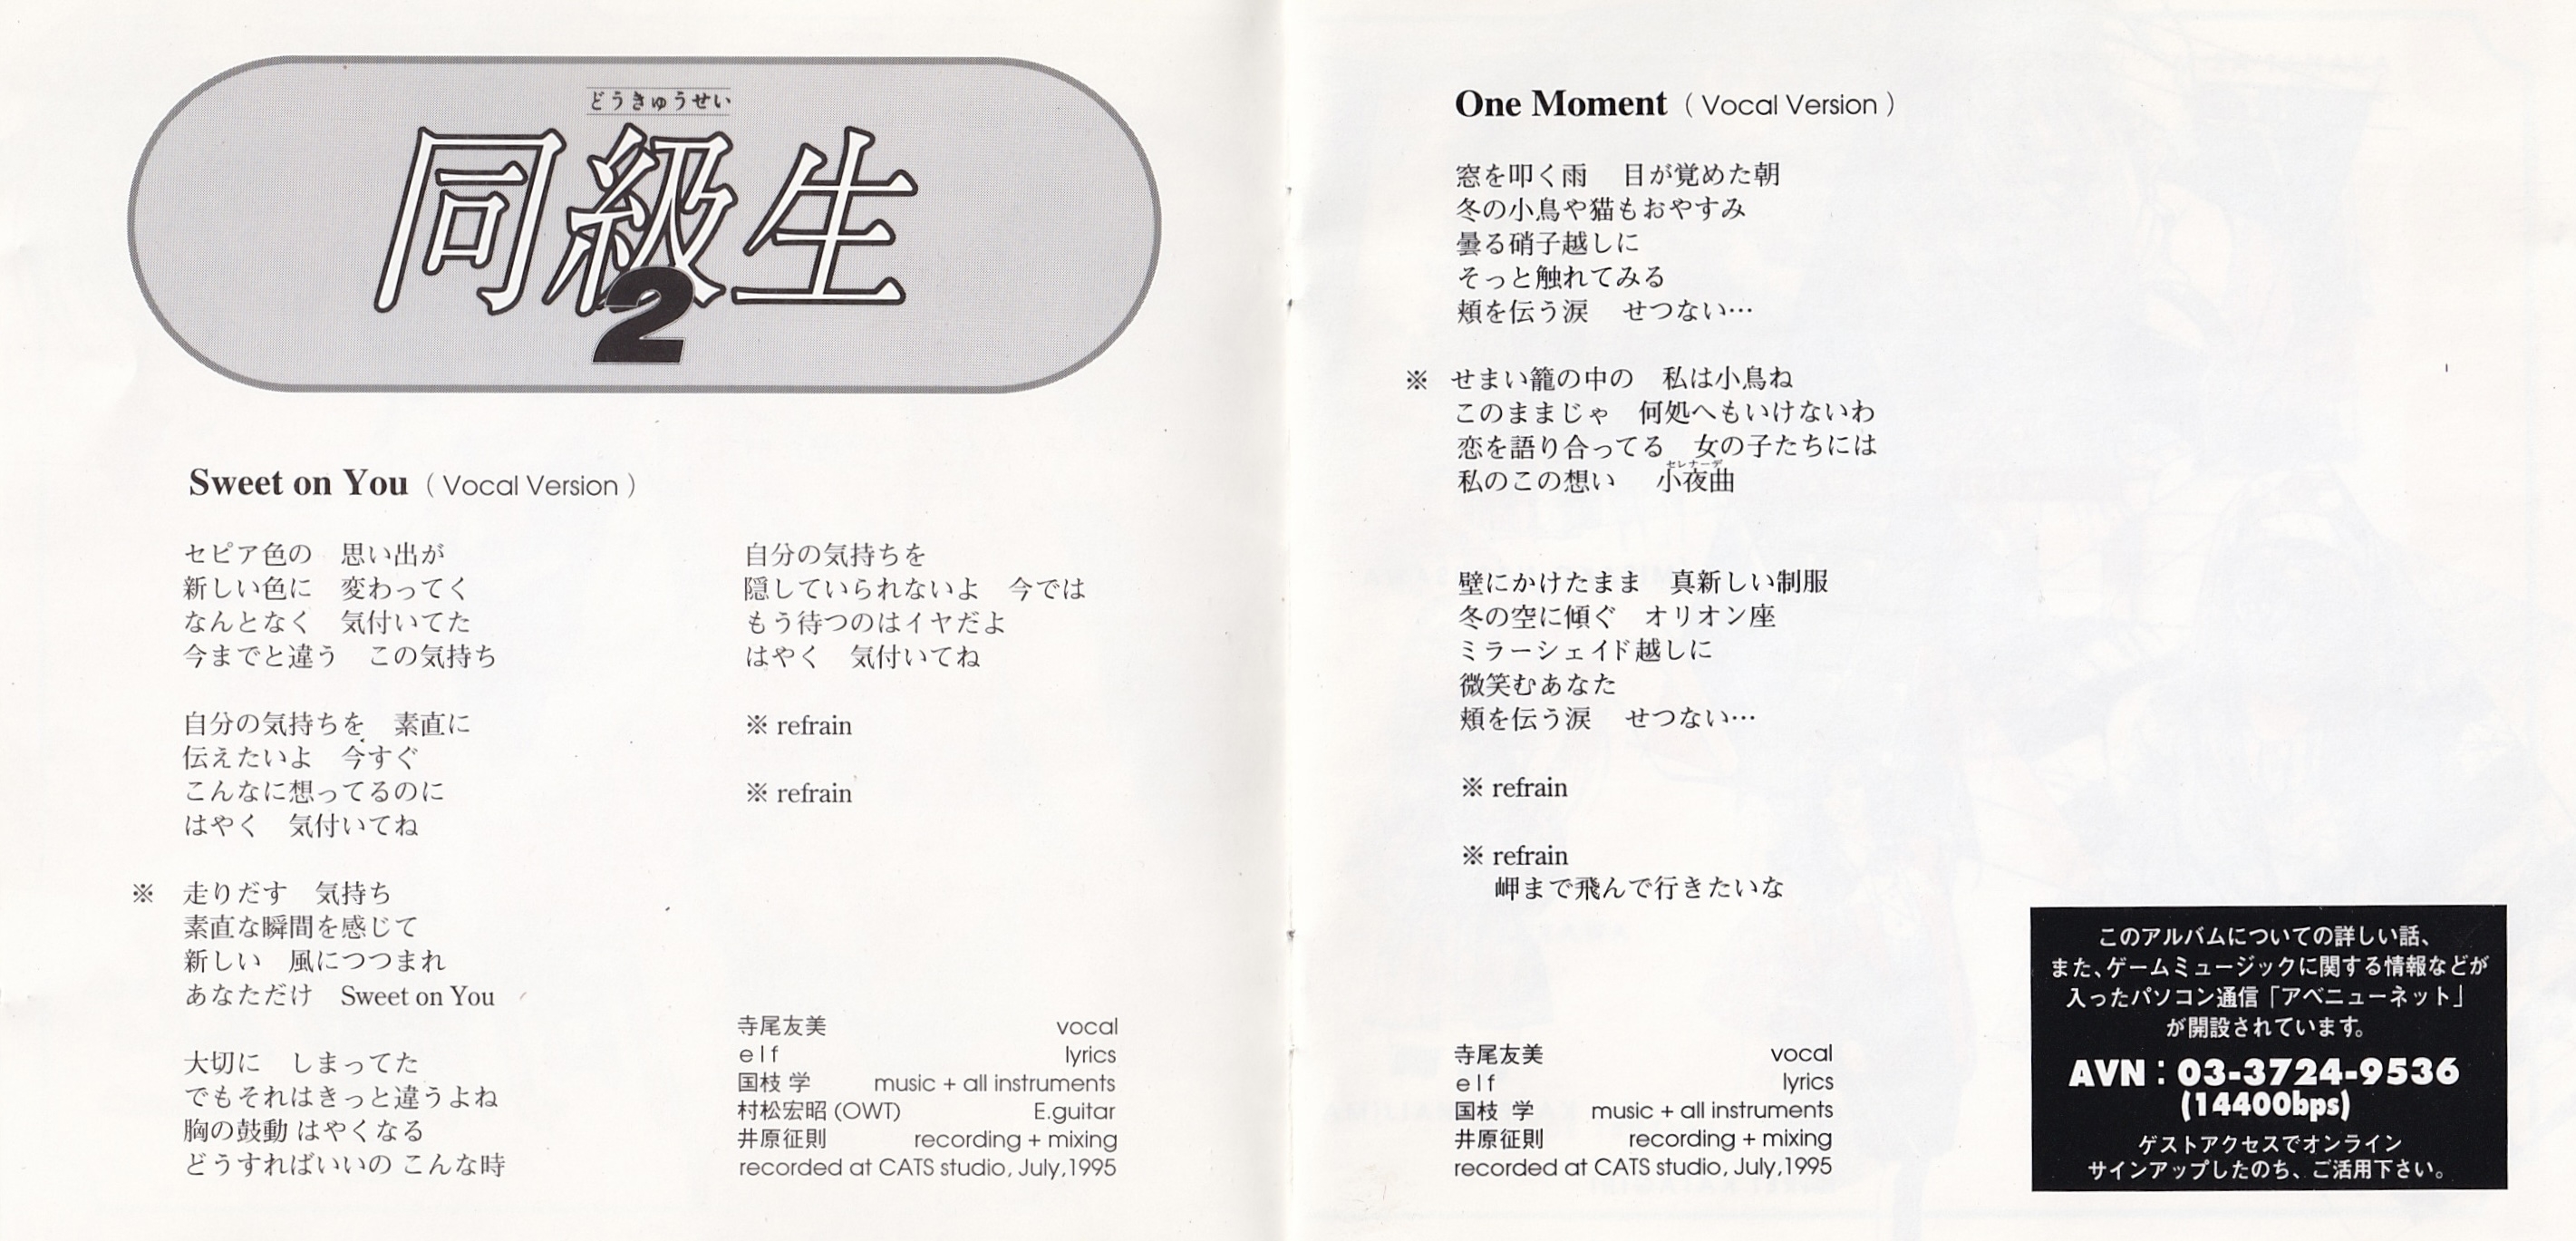 どうきゅうせい
同級生
2
Sweet on You ( Vocal Version )
セピア色の　思い出が
新しい色に　変わってく
なんとなく　気付いてた
今までと違う　この気持ち
自分の気持ちを　素直に
伝えたいよ　今すぐ
こんなに想ってるのに
はやく　気付いてね
※　走りだす　気持ち
素直な瞬間を感じて
新しい　風につつまれ
あなただけ　Sweet on You
大切に　しまってた
でもそれはきっと違うよね
胸の鼓動 はやくなる
どうすればいいの こんな時
自分の気持ちを
隠していられないよ　今では
もう待つのはイヤだよ
はやく　気付いてね
※ refrain
※ refrain
寺尾友美 vocal
elf lyrics
国枝 学 music + all instruments
村松宏昭 (OWT) E.guitar
井原征則 recording + mixing
recorded at CATS studio, July,1995
One Moment ( Vocal Version )
窓を叩く雨　目が覚めた朝
冬の小鳥や猫もおやすみ
曇る硝子越しに
そっと触れてみる
頬を伝う涙　せつない…
※　せまい籠の中の　私は小鳥ね
このままじゃ　何処へもいけないわ
恋を語り合ってる　女の子たちには
セレナーデ
私のこの想い　小夜曲
壁にかけたまま　真新しい制服
冬の空に傾ぐ　オリオン座
ミラーシェイド越しに
微笑むあなた
頬を伝う涙　せつない…
※ refrain
※ refrain
岬まで飛んで行きたいな
寺尾友美 vocal
elf lyrics
国枝 学 music + all instruments
井原征則 recording + mixing
recorded at CATS studio, July,1995
このアルバムについての詳しい話、
また、ゲームミュージックに関する情報などが
入ったパソコン通信「アベニューネット」
が開設されています。
AVN：03-3724-9536
(14400bps)
ゲストアクセスでオンライン
サインアップしたのち、ご活用下さい。